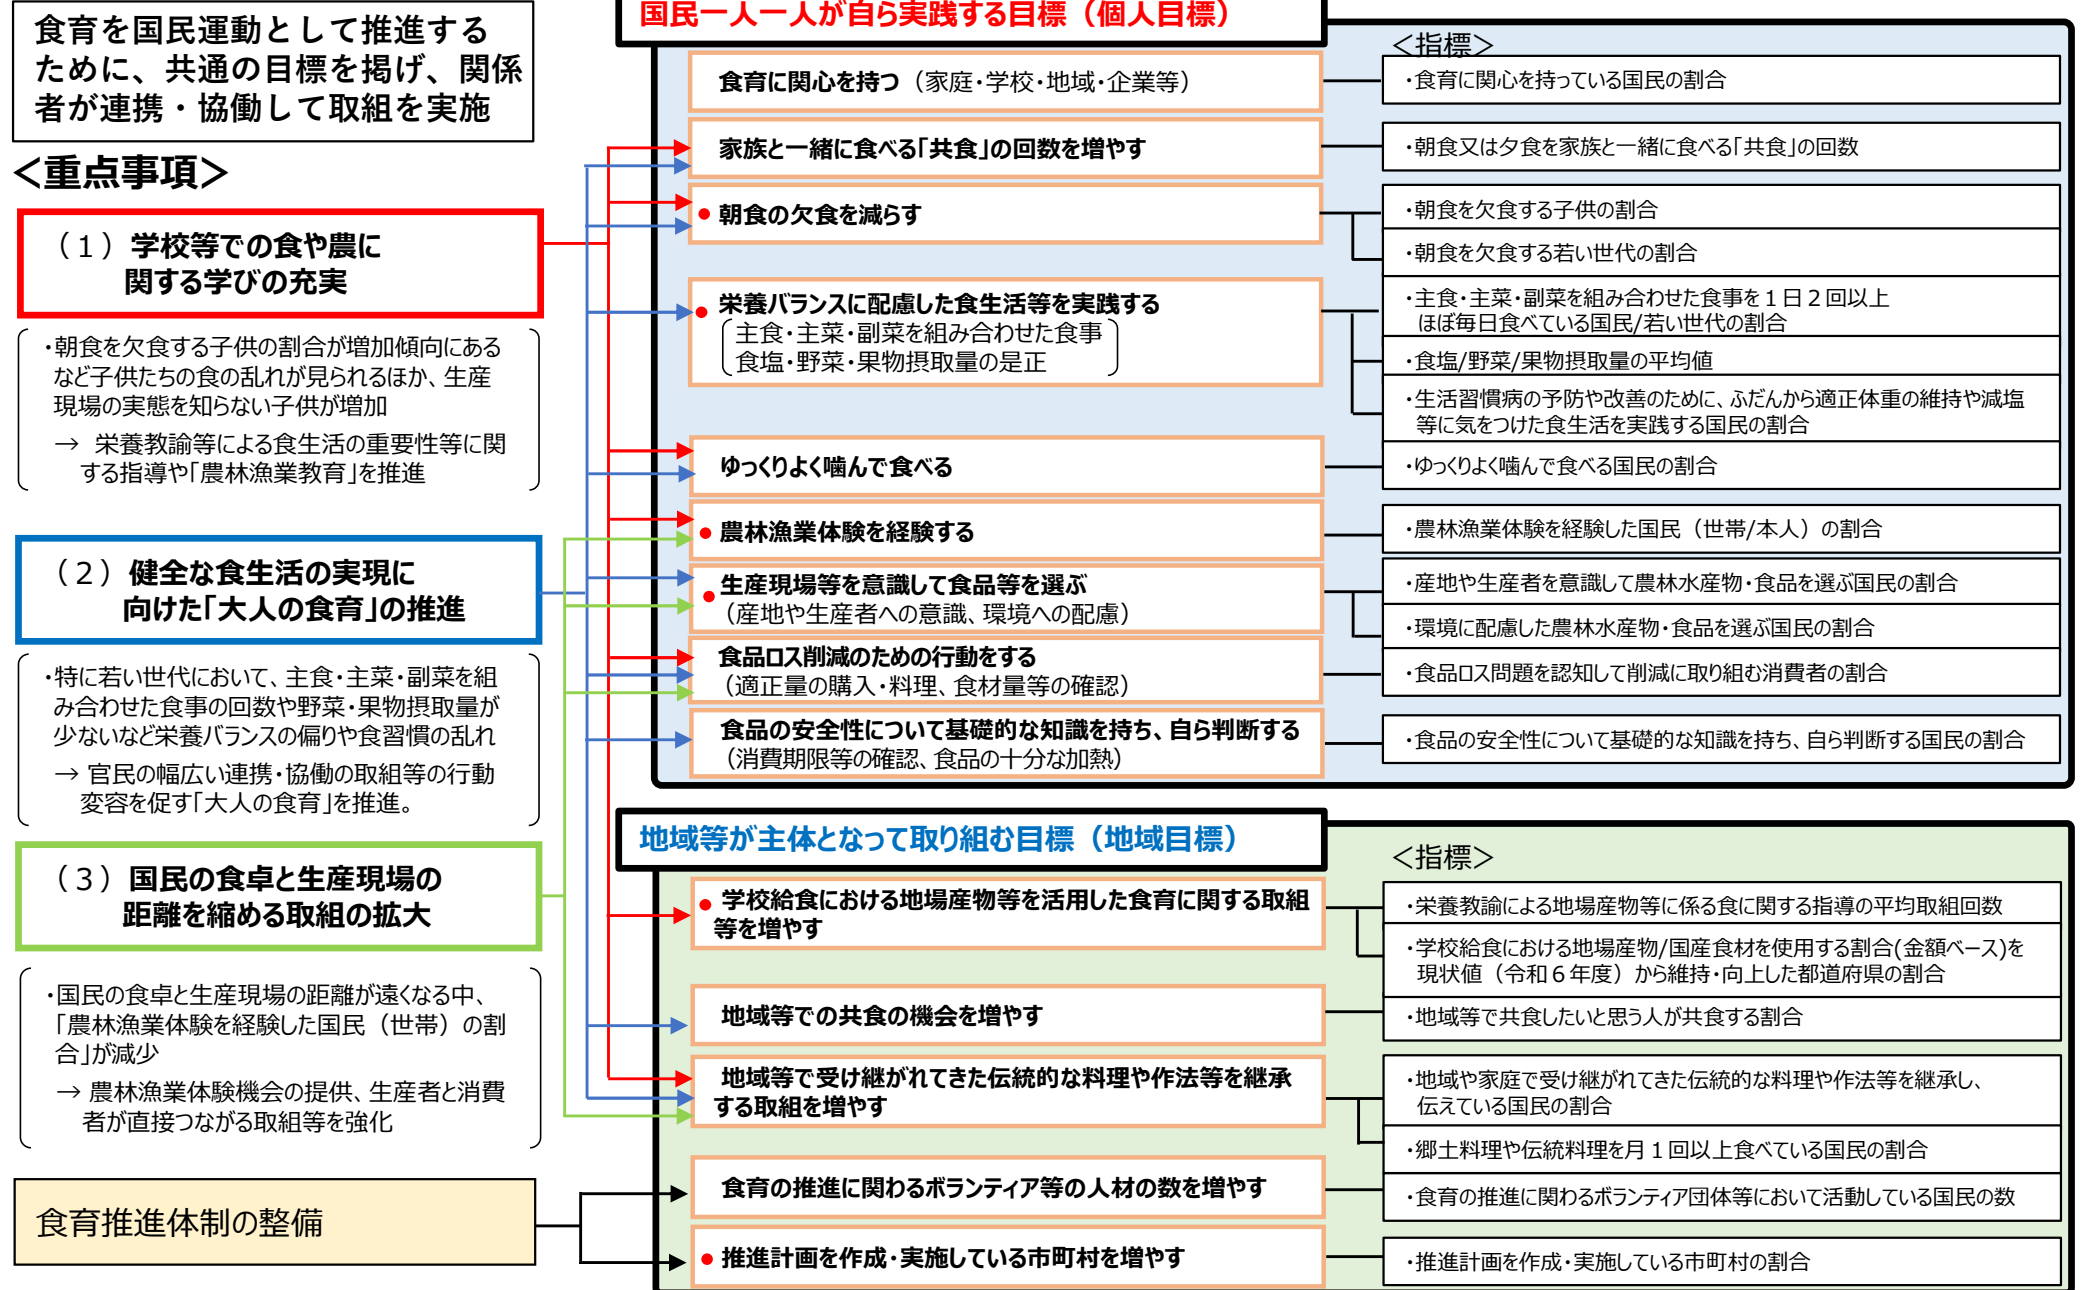 食育を国民運動として推進する
ために、共通の目標を掲げ、関係
者が連携・協働して取組を実施
＜重点事項＞
（１）学校等での食や農に
関する学びの充実
・朝食を欠食する子供の割合が増加傾向にある
など子供たちの食の乱れが見られるほか、生産
現場の実態を知らない子供が増加
→ 栄養教諭等による食生活の重要性等に関
する指導や「農林漁業教育」を推進
（２）健全な食生活の実現に
向けた「大人の食育」の推進
・特に若い世代において、主食・主菜・副菜を組
み合わせた食事の回数や野菜・果物摂取量が
少ないなど栄養バランスの偏りや食習慣の乱れ
→ 官民の幅広い連携・協働の取組等の行動
変容を促す「大人の食育」を推進。
（３）国民の食卓と生産現場の
距離を縮める取組の拡大
・国民の食卓と生産現場の距離が遠くなる中、
「農林漁業体験を経験した国民（世帯）の割
合」が減少
→ 農林漁業体験機会の提供、生産者と消費
者が直接つながる取組等を強化
食育推進体制の整備
国民一人一人が自ら実践する目標（個人目標）
＜指標＞
食育に関心を持つ（家庭・学校・地域・企業等）
・食育に関心を持っている国民の割合
家族と一緒に食べる「共食」の回数を増やす
・朝食又は夕食を家族と一緒に食べる「共食」の回数
● 朝食の欠食を減らす
・朝食を欠食する子供の割合
・朝食を欠食する若い世代の割合
● 栄養バランスに配慮した食生活等を実践する
主食・主菜・副菜を組み合わせた食事
食塩・野菜・果物摂取量の是正
・主食・主菜・副菜を組み合わせた食事を１日２回以上
ほぼ毎日食べている国民/若い世代の割合
・食塩/野菜/果物摂取量の平均値
・生活習慣病の予防や改善のために、ふだんから適正体重の維持や減塩
等に気をつけた食生活を実践する国民の割合
ゆっくりよく噛んで食べる
・ゆっくりよく噛んで食べる国民の割合
● 農林漁業体験を経験する
・農林漁業体験を経験した国民（世帯/本人）の割合
● 生産現場等を意識して食品等を選ぶ
（産地や生産者への意識、環境への配慮）
・産地や生産者を意識して農林水産物・食品を選ぶ国民の割合
・環境に配慮した農林水産物・食品を選ぶ国民の割合
食品ロス削減のための行動をする
（適正量の購入・料理、食材量等の確認）
・食品ロス問題を認知して削減に取り組む消費者の割合
食品の安全性について基礎的な知識を持ち、自ら判断する
（消費期限等の確認、食品の十分な加熱）
・食品の安全性について基礎的な知識を持ち、自ら判断する国民の割合
地域等が主体となって取り組む目標（地域目標）
＜指標＞
● 学校給食における地場産物等を活用した食育に関する取組
等を増やす
・栄養教諭による地場産物等に係る食に関する指導の平均取組回数
・学校給食における地場産物/国産食材を使用する割合(金額ベース)を
現状値（令和６年度）から維持・向上した都道府県の割合
地域等での共食の機会を増やす
・地域等で共食したいと思う人が共食する割合
地域等で受け継がれてきた伝統的な料理や作法等を継承
する取組を増やす
・地域や家庭で受け継がれてきた伝統的な料理や作法等を継承し、
伝えている国民の割合
・郷土料理や伝統料理を月１回以上食べている国民の割合
食育の推進に関わるボランティア等の人材の数を増やす
・食育の推進に関わるボランティア団体等において活動している国民の数
● 推進計画を作成・実施している市町村を増やす
・推進計画を作成・実施している市町村の割合